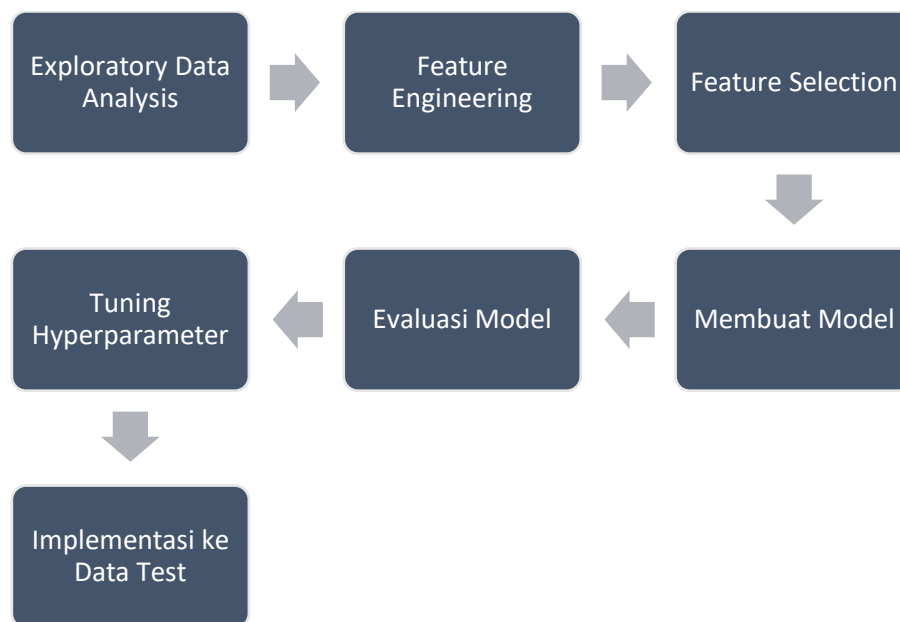 Exploratory Data
Analysis
Feature
Engineering
Feature Selection
Membuat Model
Evaluasi Model
Tuning
Hyperparameter
Implementasi ke
Data Test